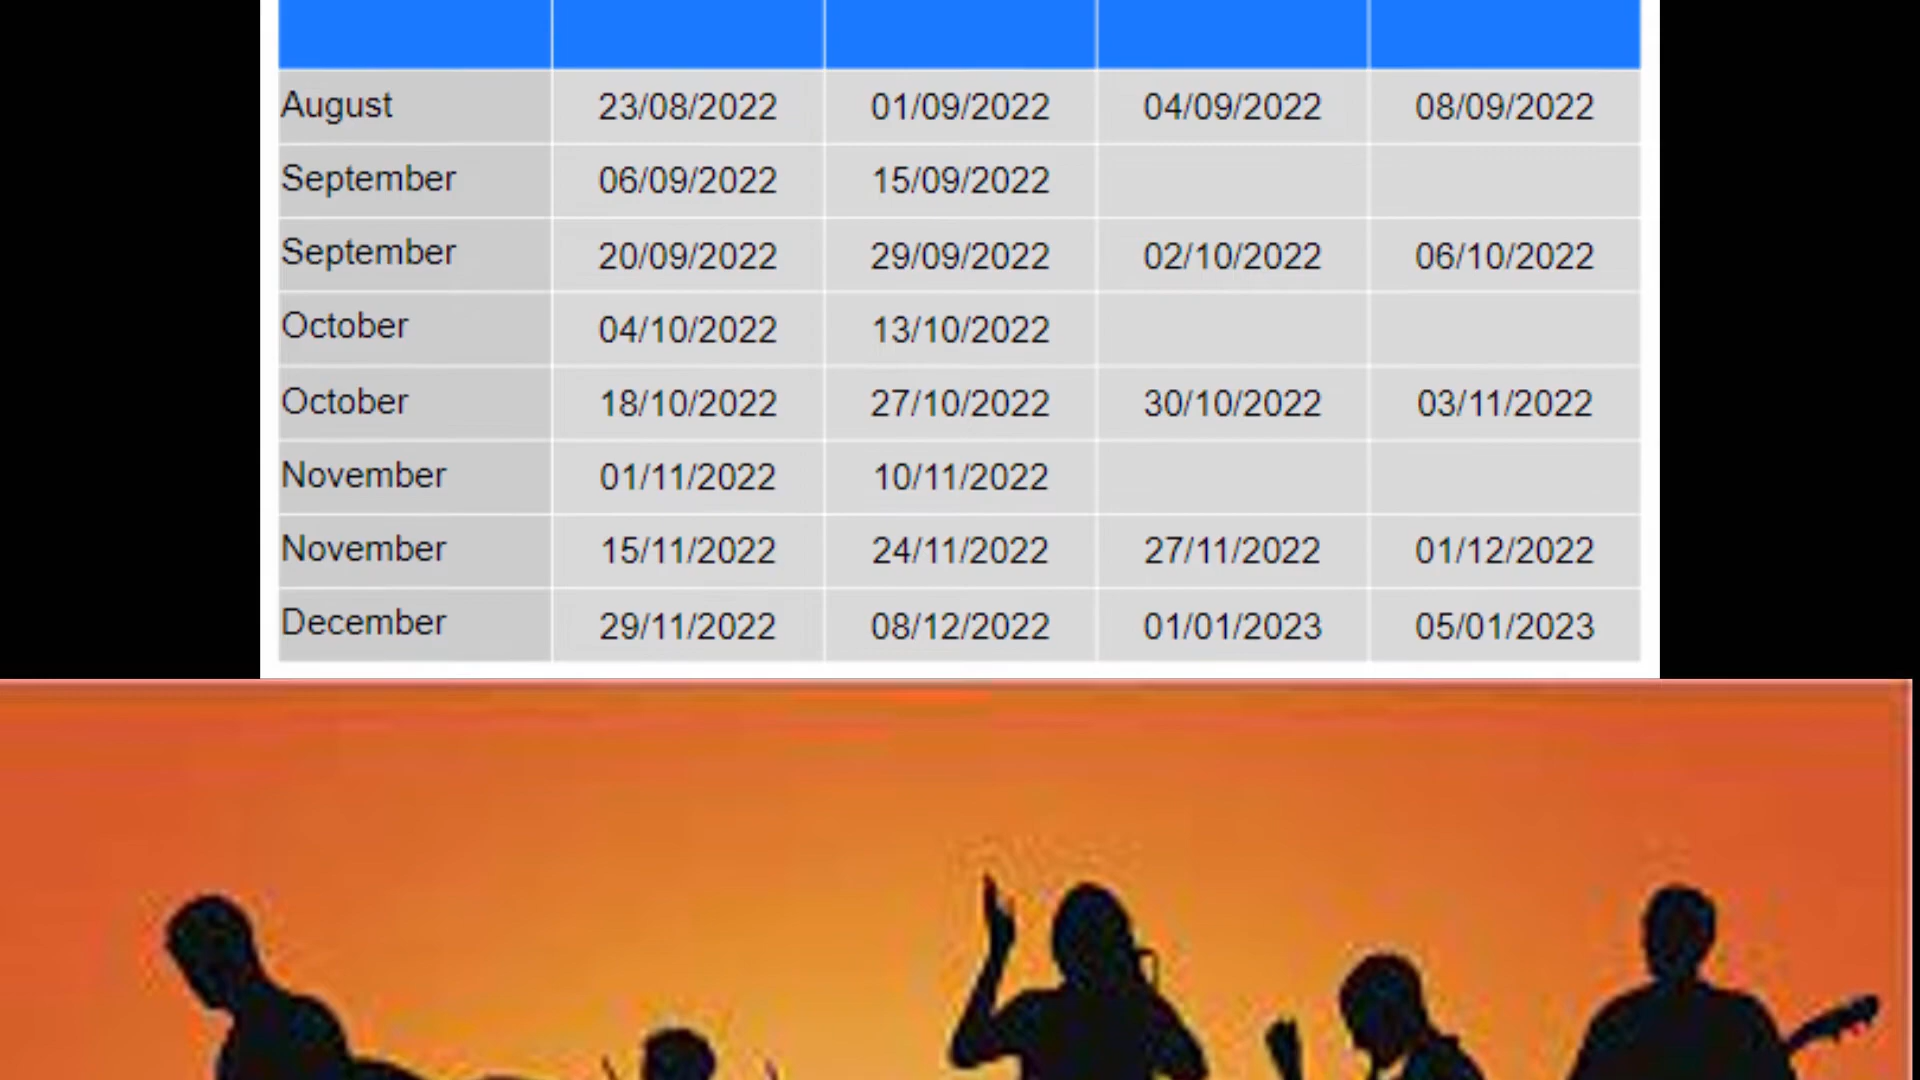 August 23/08/2022 01/09/2022 04/09/2022 08/09/2022
September 06/09/2022 15/09/2022
September 20/09/2022 29/09/2022 02/10/2022 06/10/2022
October 04/10/2022 13/10/2022
October 18/10/2022 27/10/2022 30/10/2022 03/11/2022
November 01/11/2022 10/11/2022
November 15/11/2022 24/11/2022 27/11/2022 01/12/2022
December 29/11/2022 08/12/2022 01/01/2023 05/01/2023